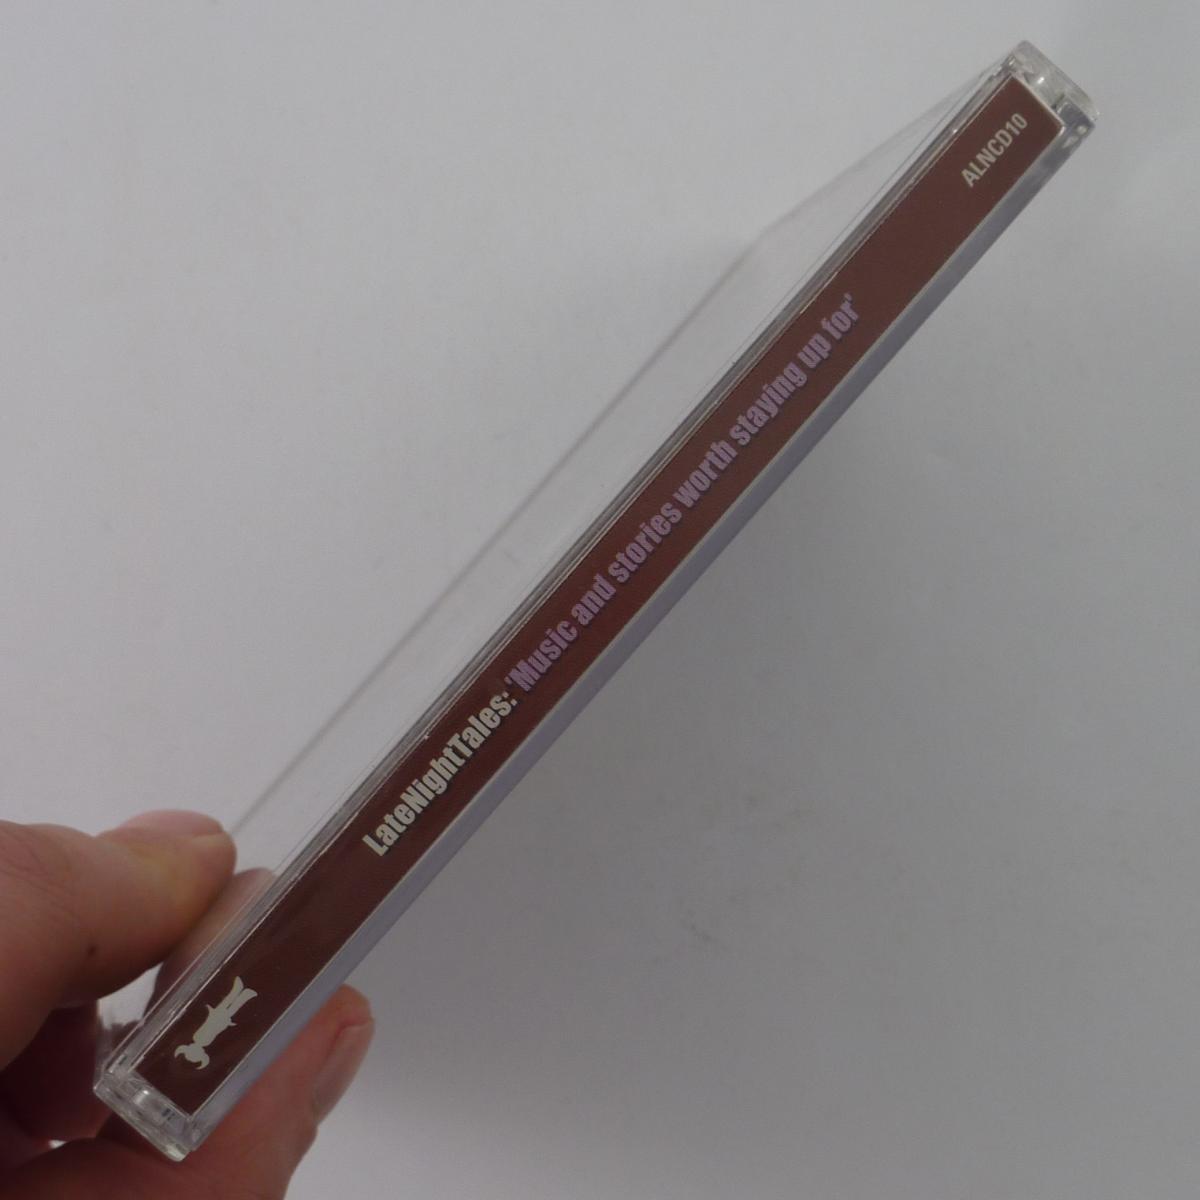 LateNightTales: 'Music and stories worth staying up for'
ALNCD10